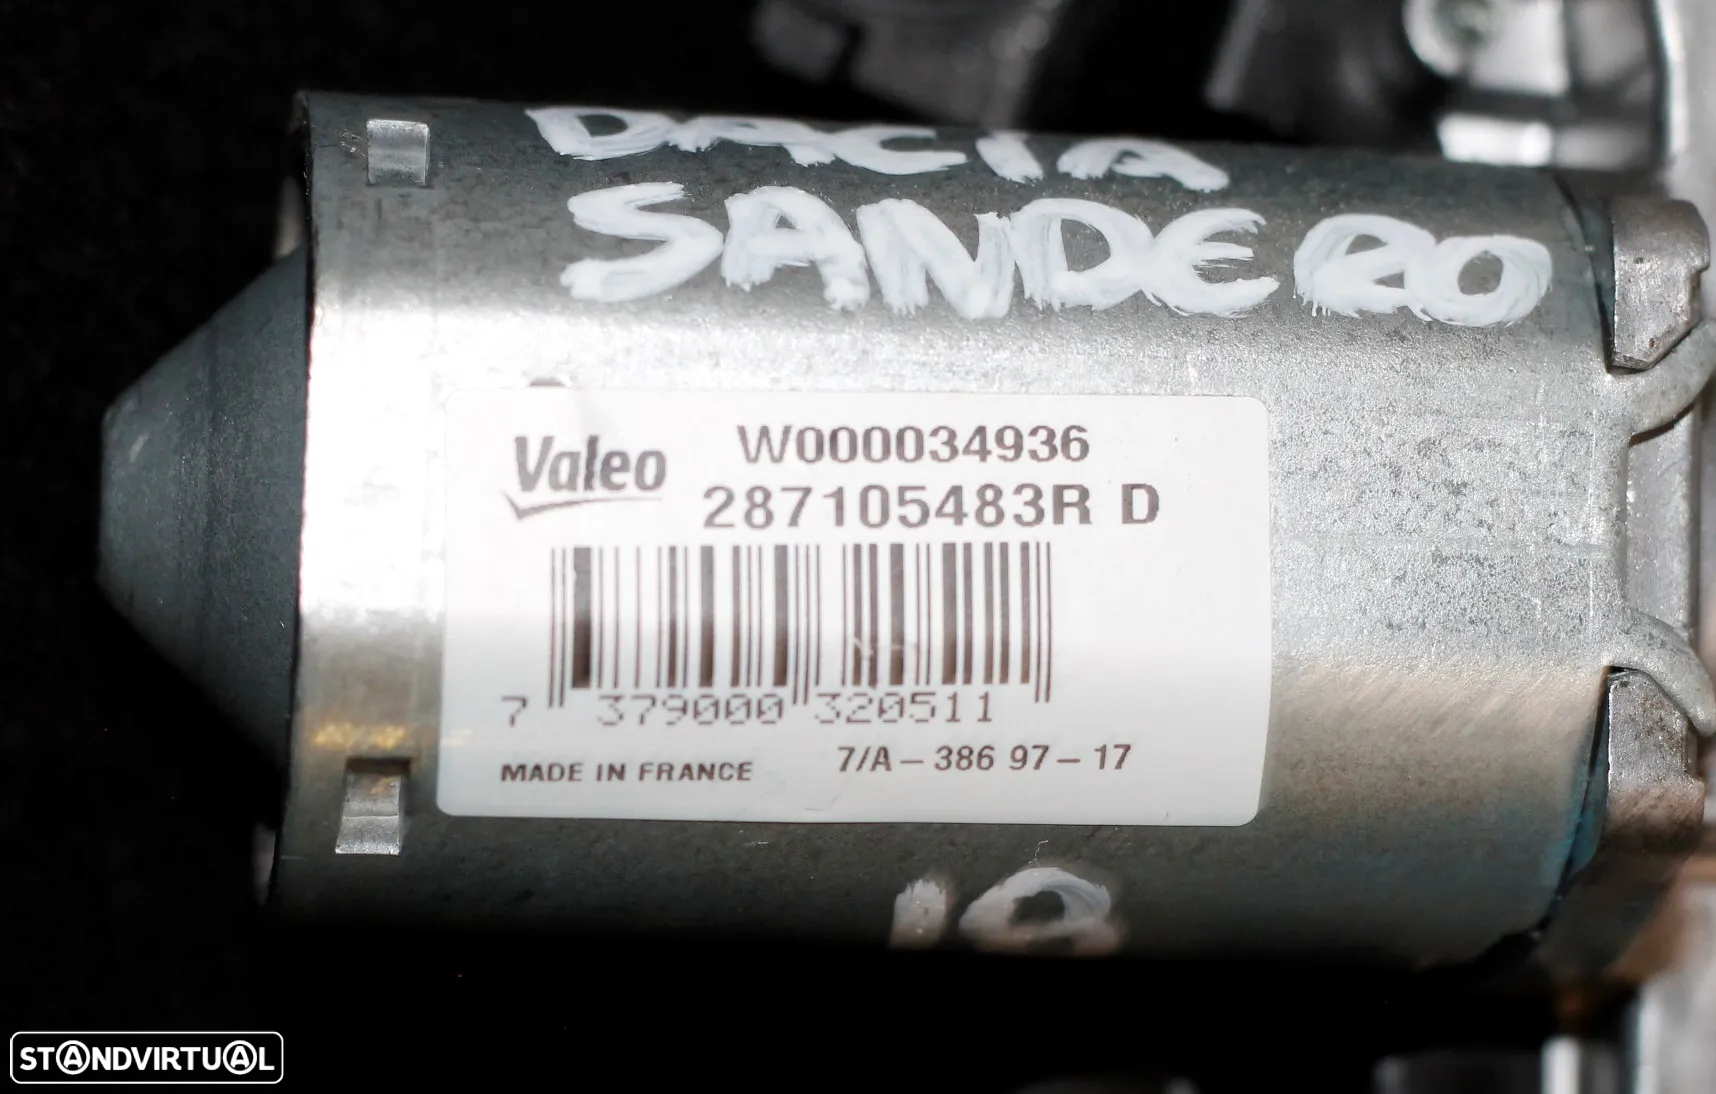 DACIA
SANDERO
Valeo
W000034936
287105483R D
7 379000 320511
MADE IN FRANCE
7/A – 386 97 – 17
STANDVIRTUAL